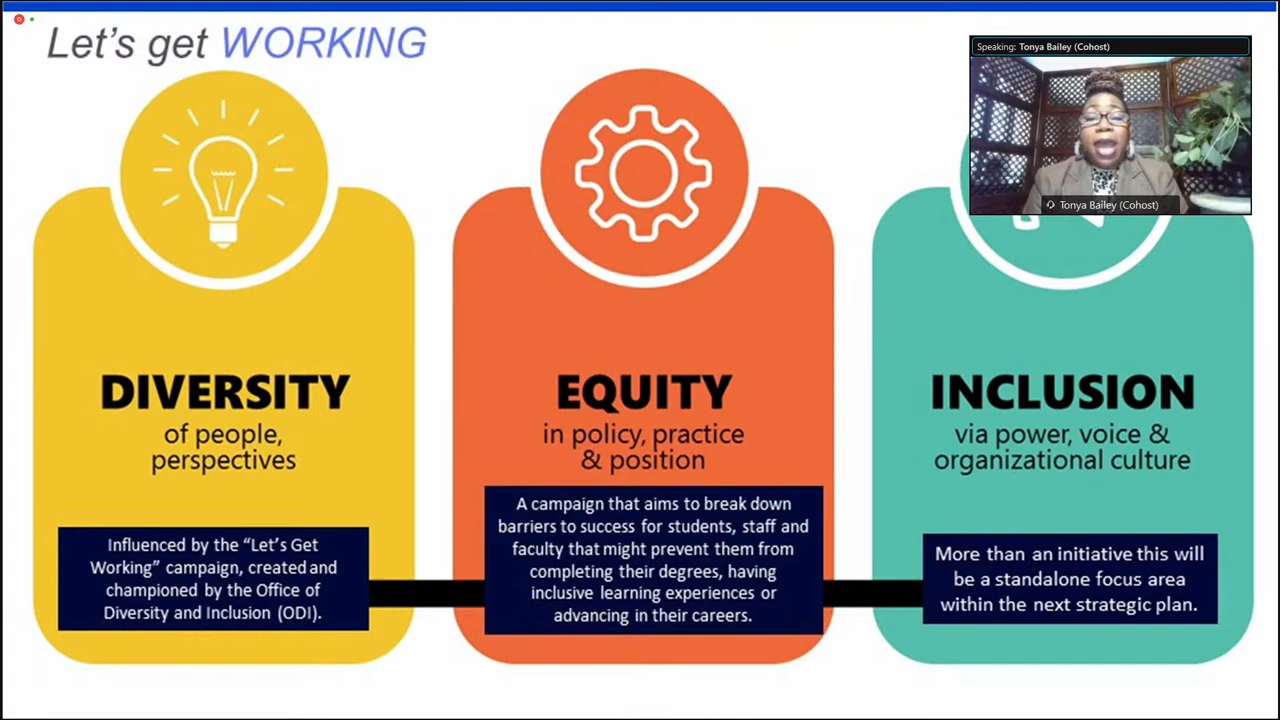 Let's get WORKING
Speaking: Tonya Bailey (Cohost)
Tonya Bailey (Cohost)
DIVERSITY
of people,
perspectives
Influenced by the “Let’s Get
Working” campaign, created and
championed by the Office of
Diversity and Inclusion (ODI).
EQUITY
in policy, practice
& position
A campaign that aims to break down
barriers to success for students, staff and
faculty that might prevent them from
completing their degrees, having
inclusive learning experiences or
advancing in their careers.
INCLUSION
via power, voice &
organizational culture
More than an initiative this will
be a standalone focus area
within the next strategic plan.